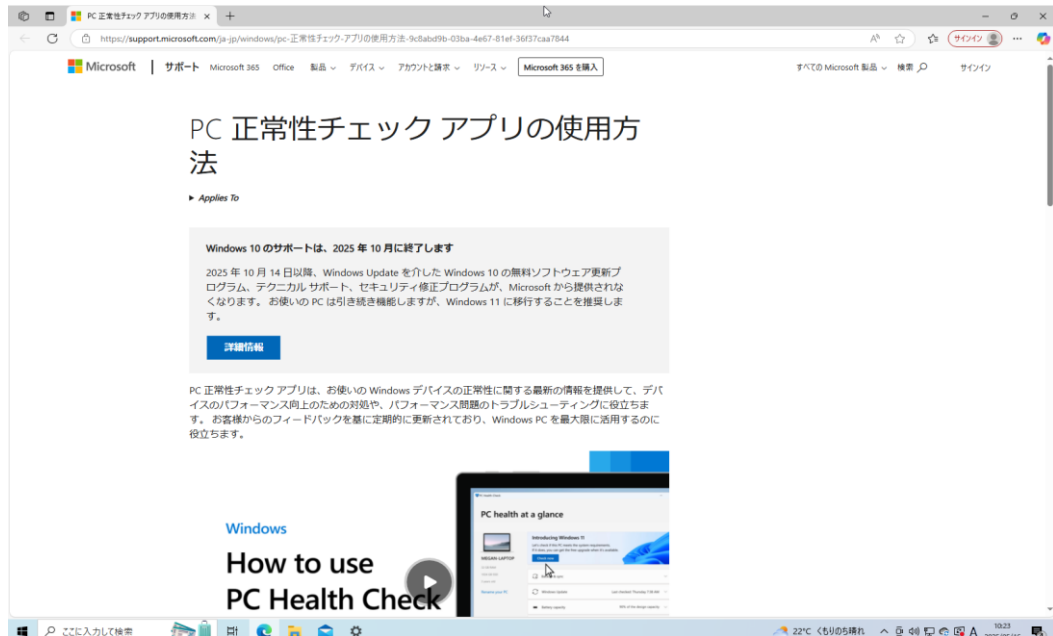 PC 正常性チェック アプリの使用方法
https://support.microsoft.com/ja-jp/windows/pc-正常性チェック-アプリの使用方法-9c8abd9b-03ba-4e67-81ef-36f37caa7844
サインイン
Microsoft | サポート Microsoft 365 Office 製品 デバイス アカウントと請求 リソース Microsoft 365 を購入 すべての Microsoft 製品 検索 サインイン
PC 正常性チェック アプリの使用方
法
Applies To
Windows 10 のサポートは、2025 年 10 月に終了します
2025 年 10 月 14 日以降、Windows Update を介した Windows 10 の無料ソフトウェア更新プ
ログラム、テクニカル サポート、セキュリティ修正プログラムが、Microsoft から提供されな
くなります。 お使いの PC は引き続き機能しますが、Windows 11 に移行することを推奨しま
す。
詳細情報
PC 正常性チェック アプリは、お使いの Windows デバイスの正常性に関する最新の情報を提供して、デバ
イスのパフォーマンス向上のための対処や、パフォーマンス問題のトラブルシューティングに役立ちま
す。 お客様からのフィードバックを基に定期的に更新されており、Windows PC を最大限に活用するのに
役立ちます。
PC Health Check
PC health at a glance
Windows
How to use
PC Health Check
Introducing Windows 11
Check now
MEGAN-LAPTOP
Rename your PC
Windows Update
Battery capacity
ここに入力して検索
22°C くもりのち晴れ
A
10:23